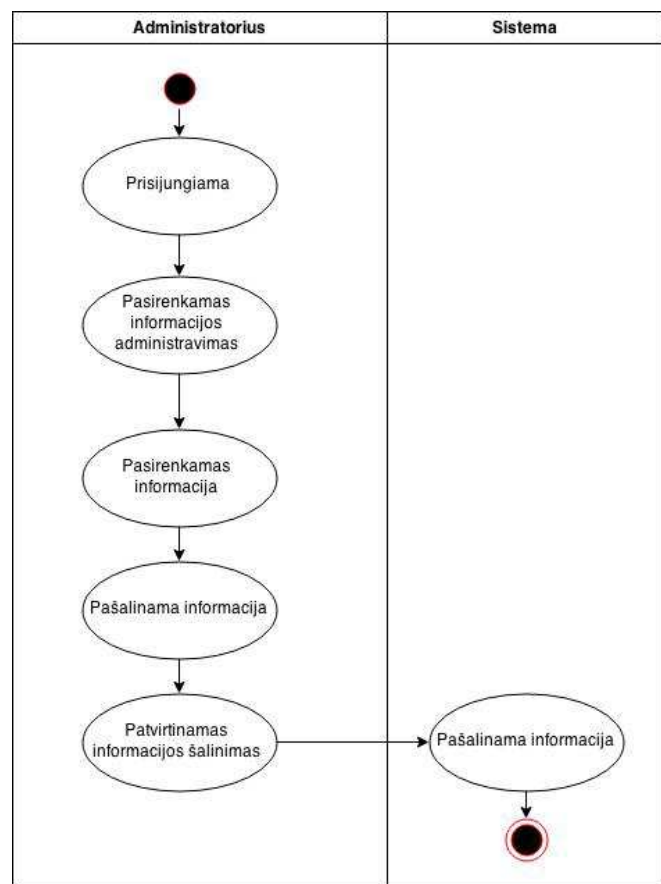 Administratorius
Sistema
Prisijungiama
Pasirenkamas
informacijos
administravimas
Pasirenkamas
informacija
Pašalinama informacija
Patvirtinamas
informacijos šalinimas
Pašalinama informacija